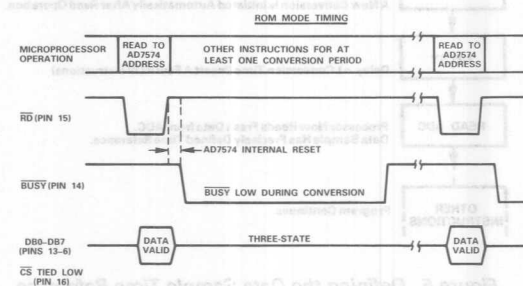 ROM MODE TIMING
MICROPROCESSOR OPERATION
READ TO
AD7574
ADDRESS
OTHER INSTRUCTIONS FOR AT
LEAST ONE CONVERSION PERIOD
READ TO
AD7574
ADDRESS
RD (PIN 15)
AD7574 INTERNAL RESET
BUSY (PIN 14)
BUSY LOW DURING CONVERSION
DB0–DB7
(PINS 13–6)
DATA
VALID
THREE-STATE
DATA
VALID
CS TIED LOW
(PIN 16)